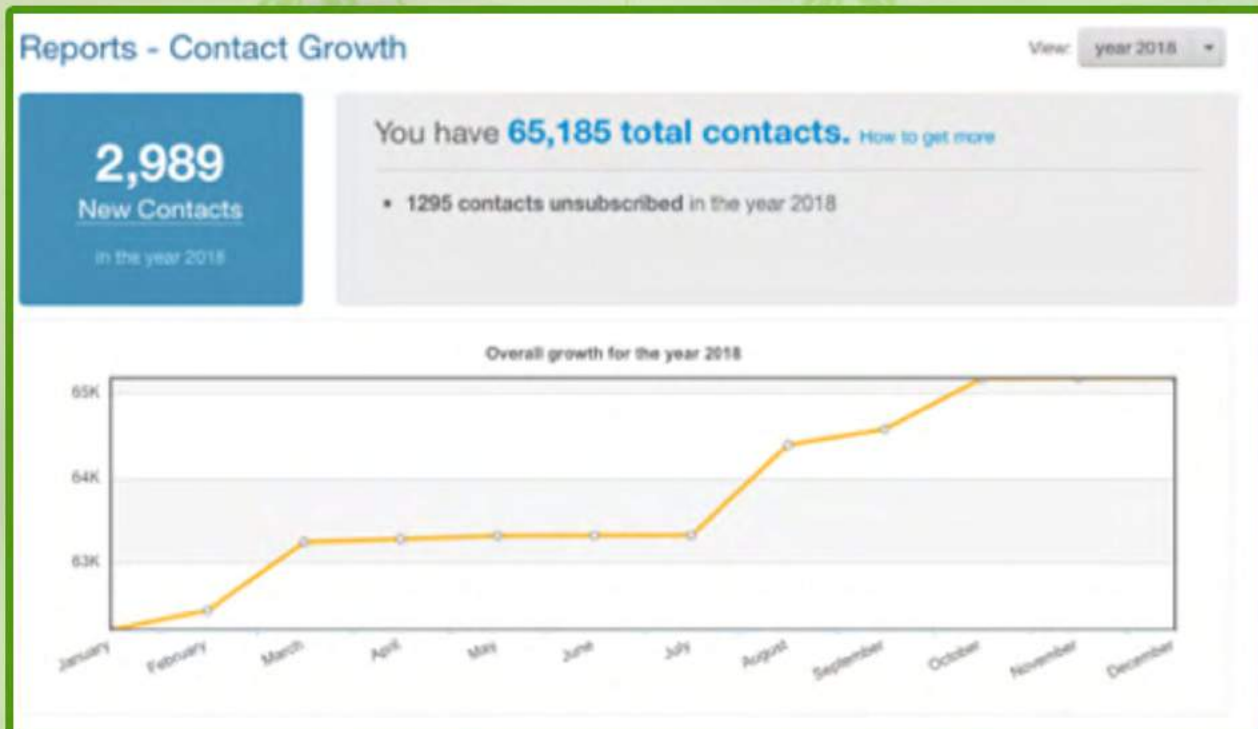 Reports - Contact Growth
View: year 2018
2,989
New Contacts
in the year 2018
You have 65,185 total contacts. How to get more
• 1295 contacts unsubscribed in the year 2018
Overall growth for the year 2018
65K
64K
63K
January February March April May June July August September October November December